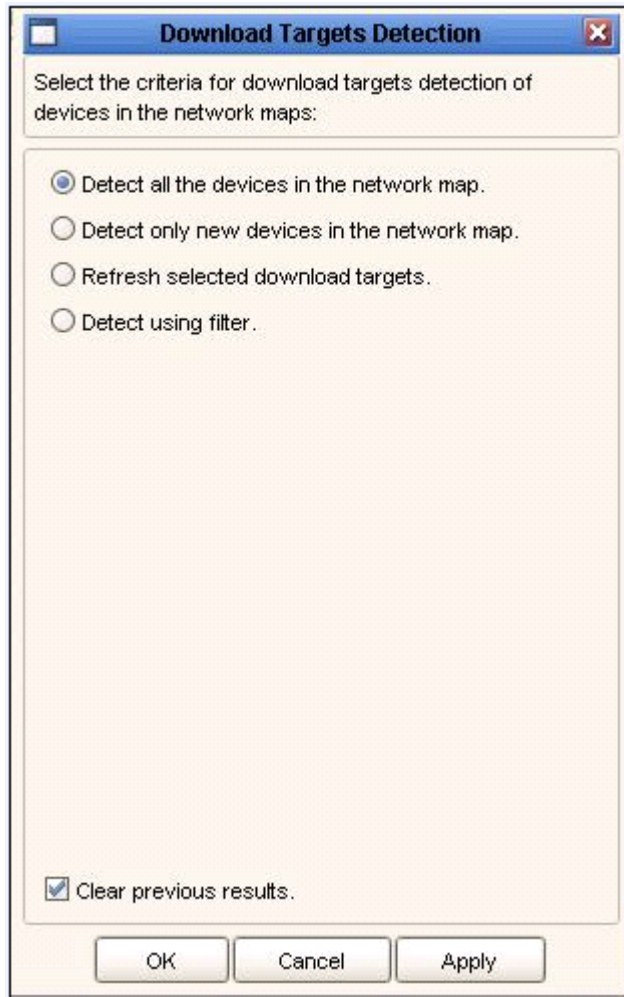 Download Targets Detection
Select the criteria for download targets detection of
devices in the network maps:
Detect all the devices in the network map.
Detect only new devices in the network map.
Refresh selected download targets.
Detect using filter.
Clear previous results.
OK Cancel Apply